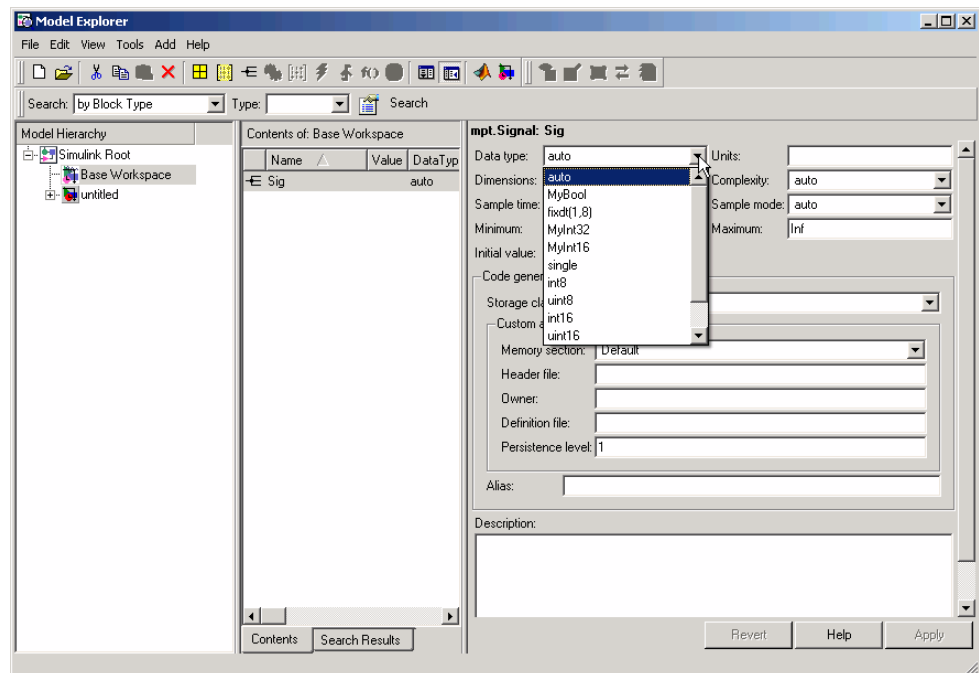 Model Explorer
File Edit View Tools Add Help
Search: by Block Type Type: Search
Model Hierarchy
Simulink Root
Base Workspace
untitled
Contents of: Base Workspace
Name Value DataTyp
Sig auto
Contents Search Results
mpt.Signal: Sig
Data type: auto Units:
auto
MyBool
fixdt(1,8)
MyInt32
MyInt16
single
int8
uint8
int16
uint16
Dimensions: Complexity: auto
Sample time: Sample mode: auto
Minimum: Maximum: Inf
Initial value:
Code gener
Storage cla
Custom a
Memory section: Default
Header file:
Owner:
Definition file:
Persistence level: 1
Alias:
Description:
Revert Help Apply